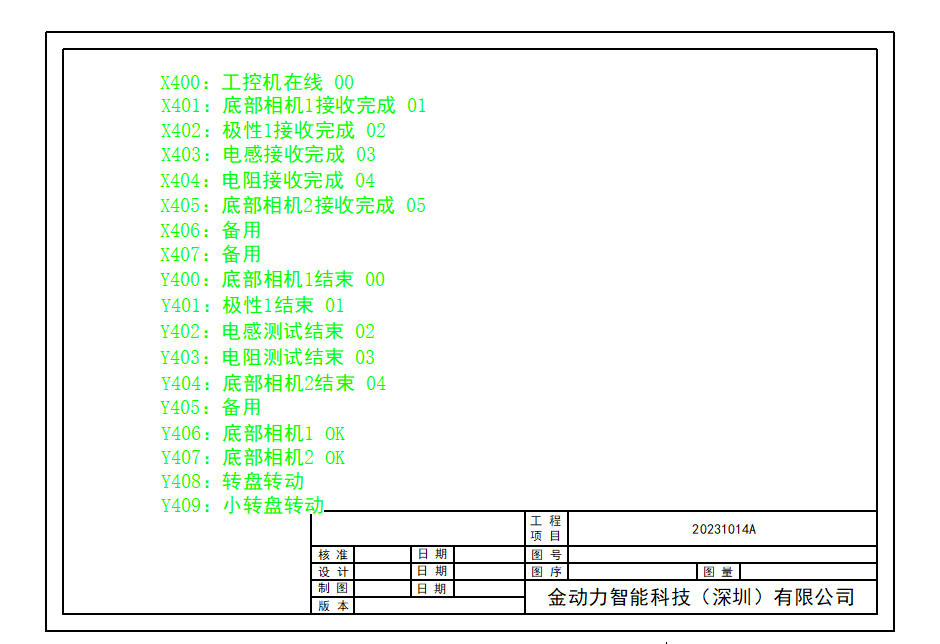 X400: 工控机在线 00
X401: 底部相机1接收完成 01
X402: 极性1接收完成 02
X403: 电感接收完成 03
X404: 电阻接收完成 04
X405: 底部相机2接收完成 05
X406: 备用
X407: 备用
Y400: 底部相机1结束 00
Y401: 极性1结束 01
Y402: 电感测试结束 02
Y403: 电阻测试结束 03
Y404: 底部相机2结束 04
Y405: 备用
Y406: 底部相机1 OK
Y407: 底部相机2 OK
Y408: 转盘转动
Y409: 小转盘转动
工程
项目
20231014A
核准 日期 图号
设计 日期 图序 图量
制图 日期
版本
金动力智能科技（深圳）有限公司